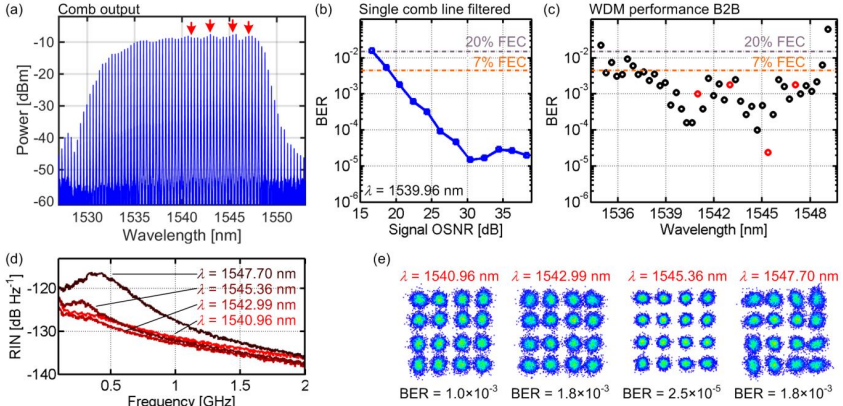 (a) Comb output
Power [dBm]
0
-10
-20
-30
-40
-50
-60
1530 1535 1540 1545 1550
Wavelength [nm]
(b) Single comb line filtered
20% FEC
7% FEC
BER
10⁻¹
10⁻²
10⁻³
10⁻⁴
10⁻⁵
10⁻⁶
λ = 1539.96 nm
15 20 25 30 35
Signal OSNR [dB]
(c) WDM performance B2B
20% FEC
7% FEC
BER
10⁻¹
10⁻²
10⁻³
10⁻⁴
10⁻⁵
10⁻⁶
1536 1539 1542 1545 1548
Wavelength [nm]
(d)
RIN [dB Hz⁻¹]
-120
-130
-140
λ = 1547.70 nm
λ = 1545.36 nm
λ = 1542.99 nm
λ = 1540.96 nm
0.5 1 1.5 2
Frequency [GHz]
(e)
λ = 1540.96 nm λ = 1542.99 nm λ = 1545.36 nm λ = 1547.70 nm
BER = 1.0×10⁻³ BER = 1.8×10⁻³ BER = 2.5×10⁻⁵ BER = 1.8×10⁻³